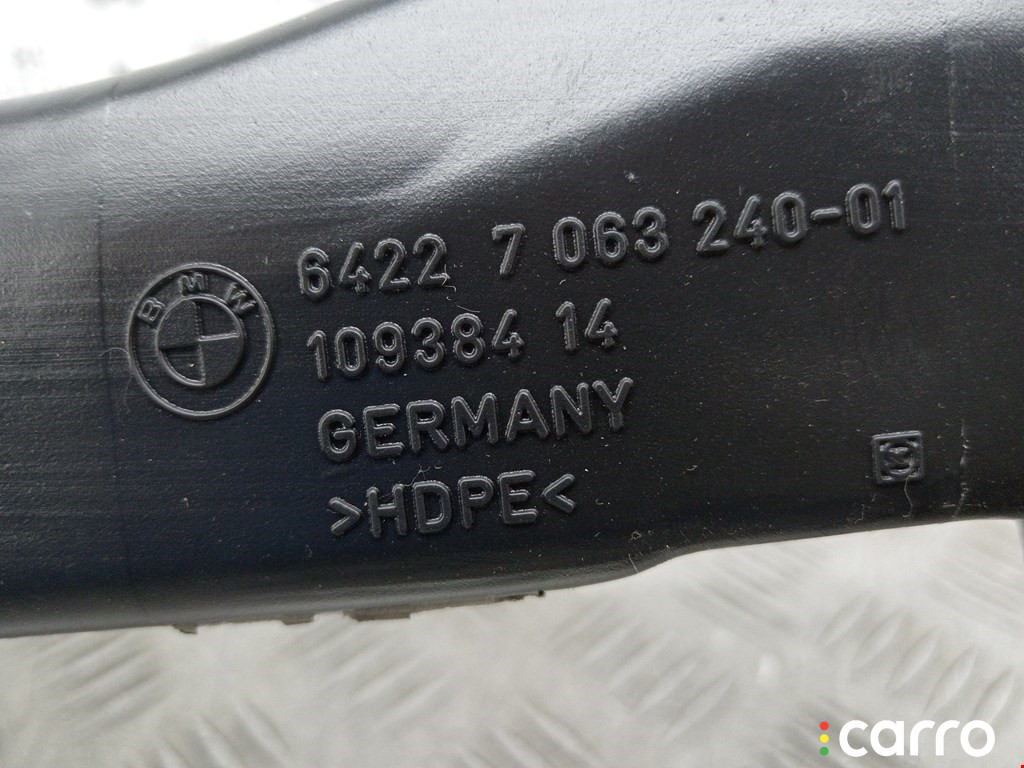 BMW
6422 7 063 240-01
109384 14
GERMANY
>HDPE<
carro